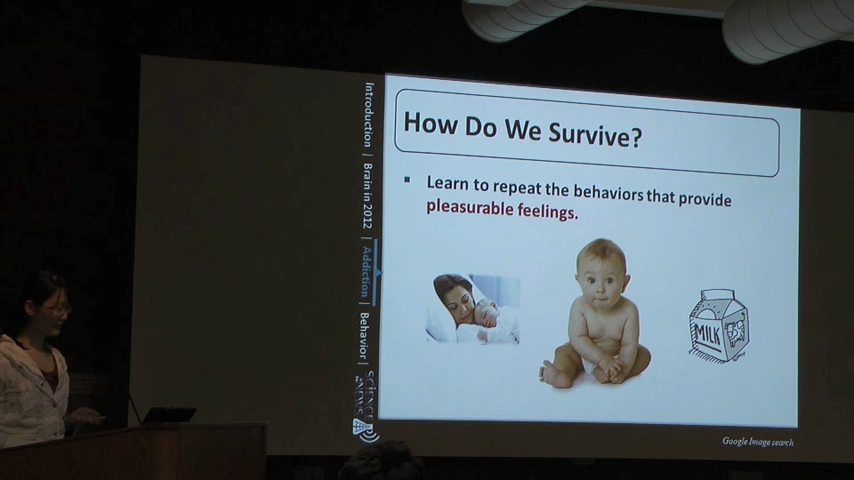 How Do We Survive?
Learn to repeat the behaviors that provide
pleasurable feelings.
Introduction | Brain in 2012 | Addiction | Behavior |
SCIENCE
MILK
Google Image search